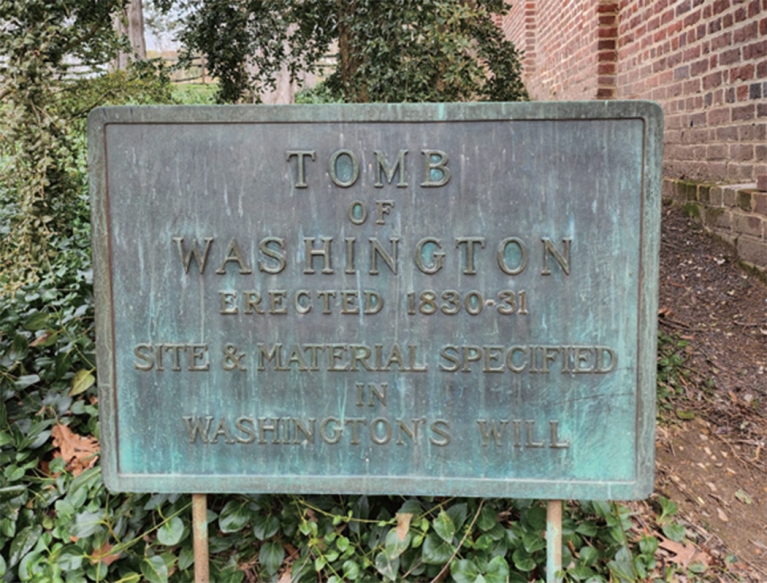 TOMB
OF
WASHINGTON
ERECTED 1830-31
SITE & MATERIAL SPECIFIED
IN
WASHINGTON'S WILL